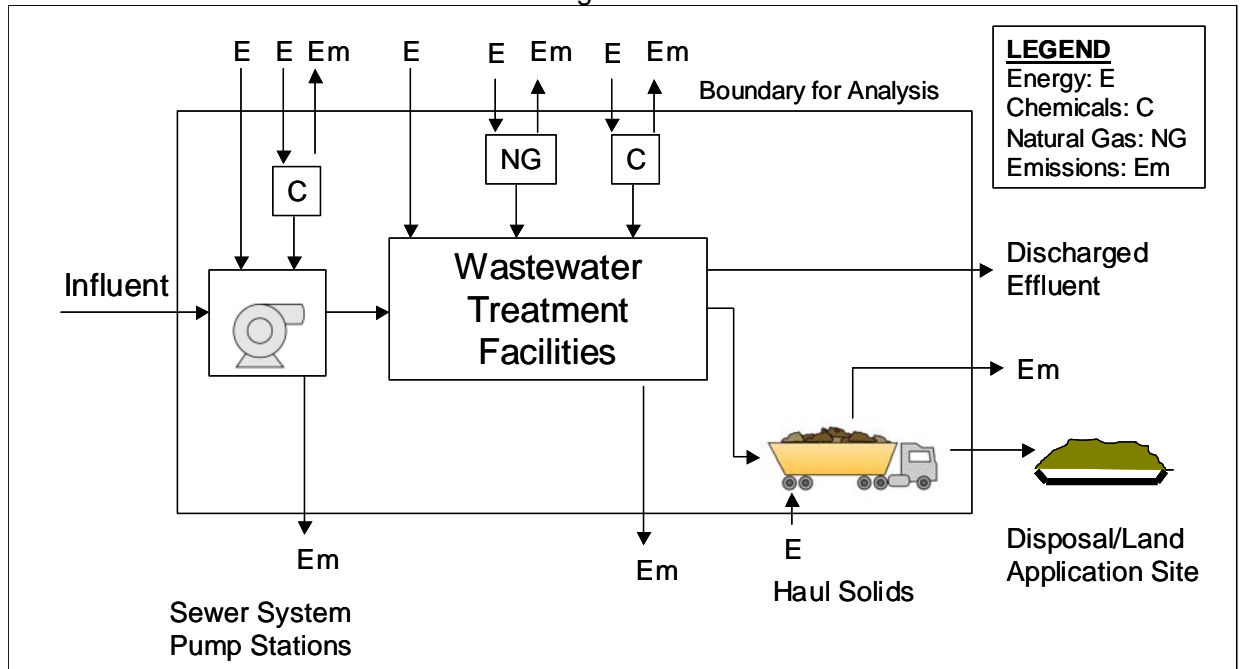 E E Em E E Em E Em
Boundary for Analysis
LEGEND
Energy: E
Chemicals: C
Natural Gas: NG
Emissions: Em
C
NG
C
Influent
Wastewater
Treatment
Facilities
Discharged
Effluent
Em
Em
Em
E
Haul Solids
Disposal/Land
Application Site
Sewer System
Pump Stations